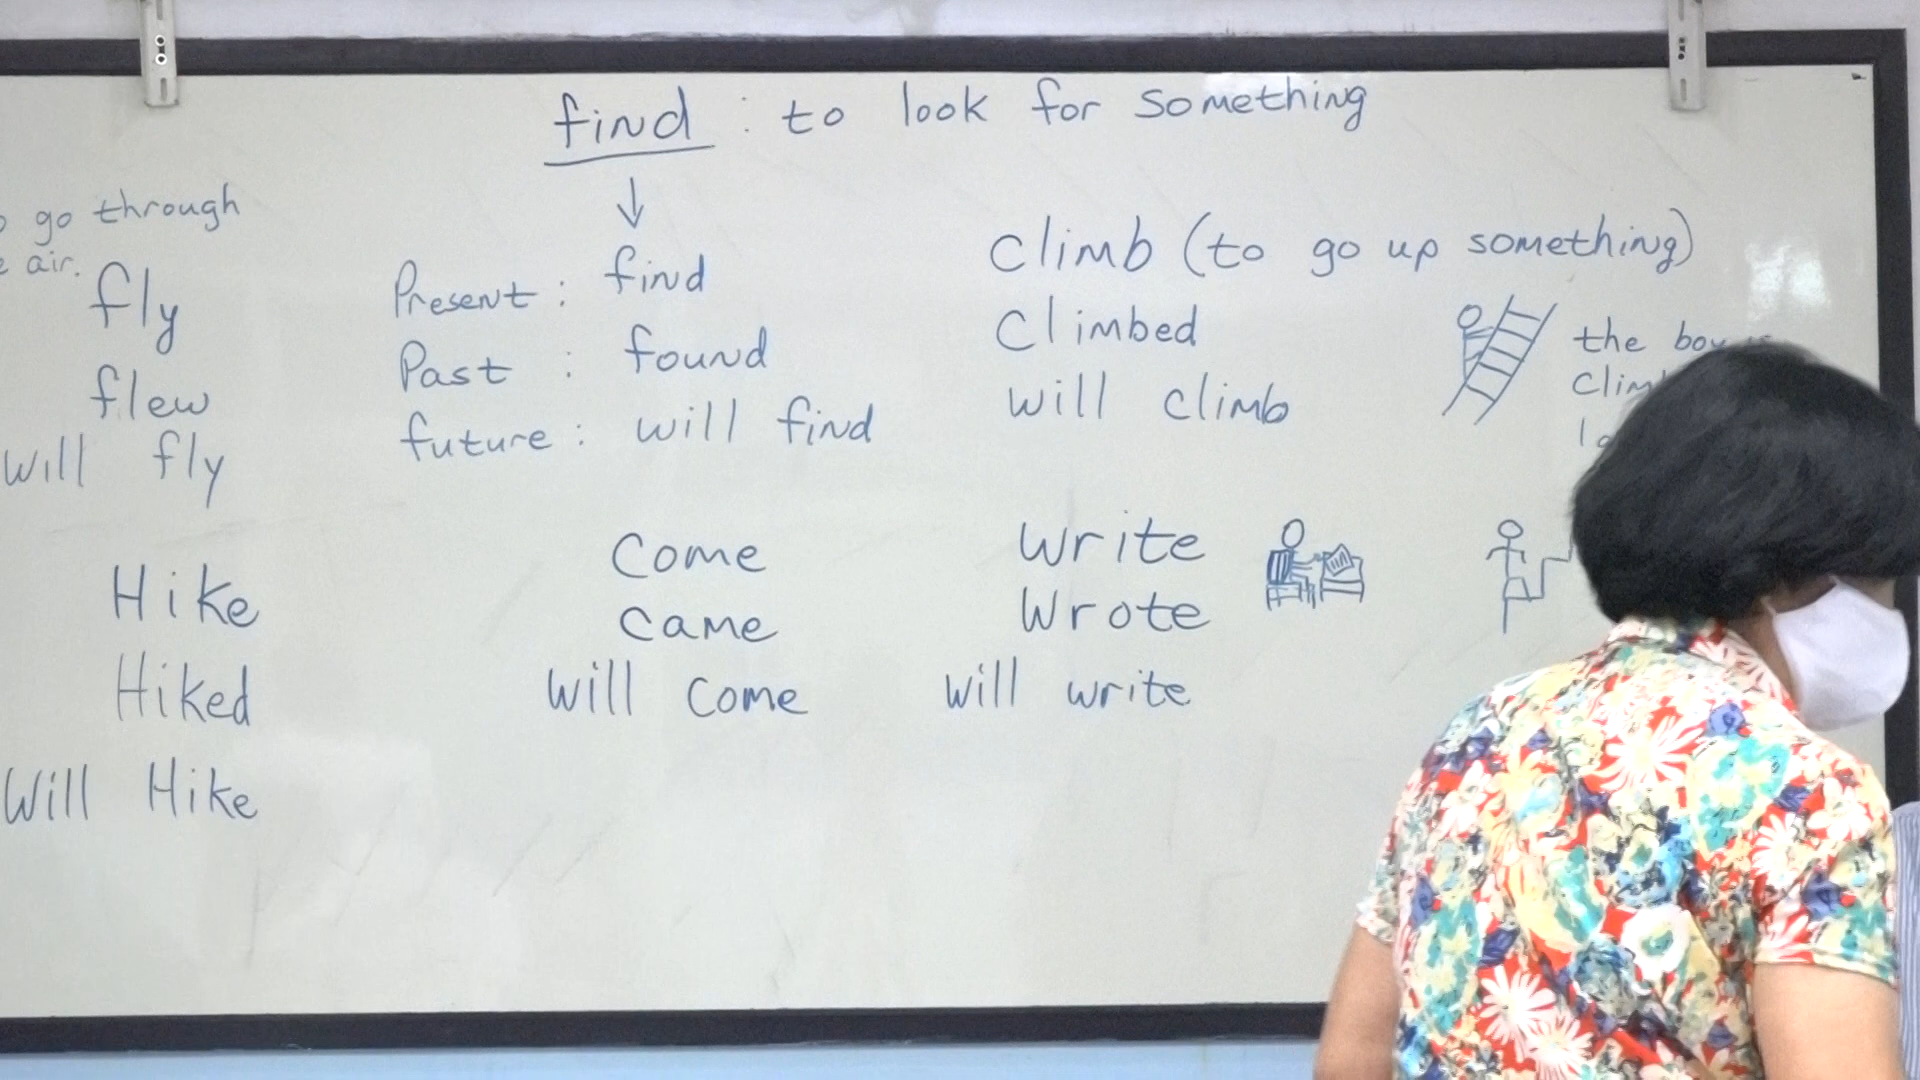 find : to look for something
go through
air.
fly
flew
will fly
Present : find
Past : found
future : will find
climb (to go up something)
Climbed
will climb
the boy
Hike
Hiked
Will Hike
Come
Came
will come
Write
Wrote
will write